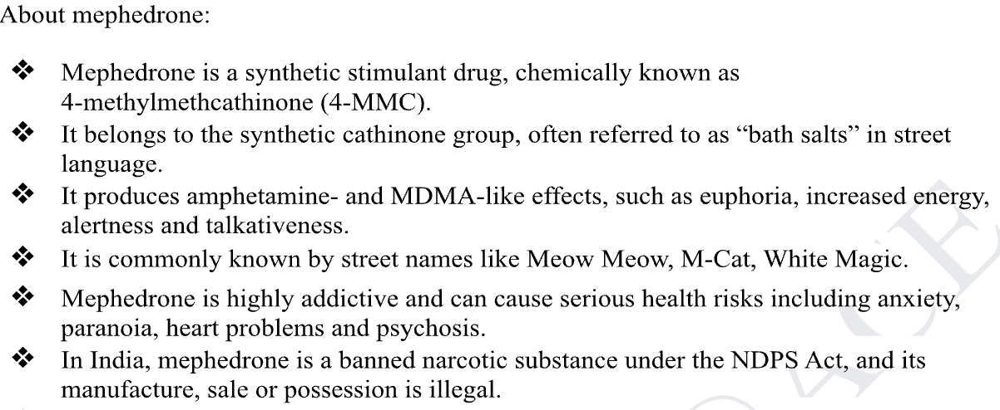 About mephedrone:
❖ Mephedrone is a synthetic stimulant drug, chemically known as
4-methylmethcathinone (4-MMC).
❖ It belongs to the synthetic cathinone group, often referred to as “bath salts” in street
language.
❖ It produces amphetamine- and MDMA-like effects, such as euphoria, increased energy,
alertness and talkativeness.
❖ It is commonly known by street names like Meow Meow, M-Cat, White Magic.
❖ Mephedrone is highly addictive and can cause serious health risks including anxiety,
paranoia, heart problems and psychosis.
❖ In India, mephedrone is a banned narcotic substance under the NDPS Act, and its
manufacture, sale or possession is illegal.
ACE